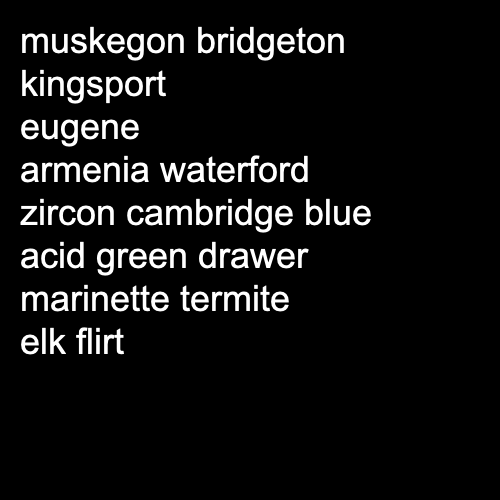 muskegon bridgeton
kingsport
eugene
armenia waterford
zircon cambridge blue
acid green drawer
marinette termite
elk flirt